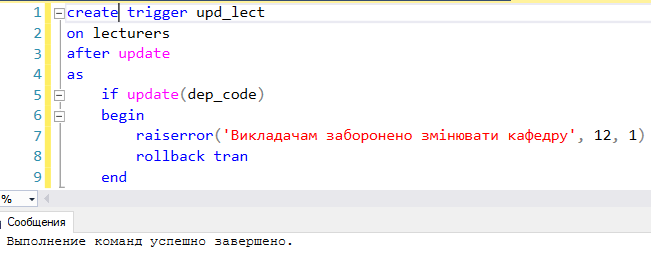 1 create trigger upd_lect
2 on lecturers
3 after update
4 as
5 if update(dep_code)
6 begin
7 raiserror('Викладачам заборонено змінювати кафедру', 12, 1)
8 rollback tran
9 end
%
Сообщения
Выполнение команд успешно завершено.